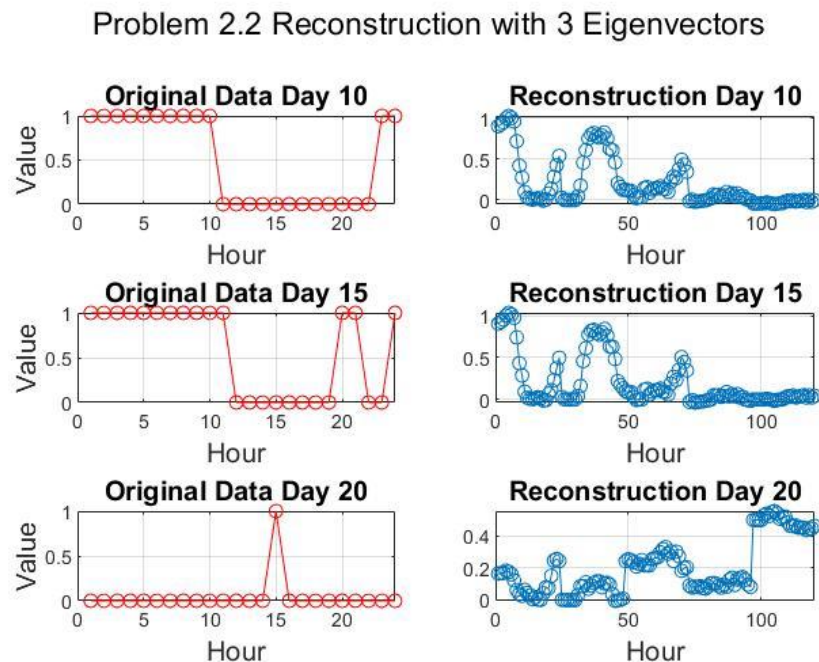 Problem 2.2 Reconstruction with 3 Eigenvectors
Original Data Day 10
Reconstruction Day 10
Value
1
0.5
0
0 5 10 15 20
Hour
1
0.5
0
0 50 100
Hour
Original Data Day 15
Reconstruction Day 15
Value
1
0.5
0
0 5 10 15 20
Hour
1
0.5
0
0 50 100
Hour
Original Data Day 20
Reconstruction Day 20
Value
1
0.5
0
0 5 10 15 20
Hour
0.4
0.2
0
0 50 100
Hour